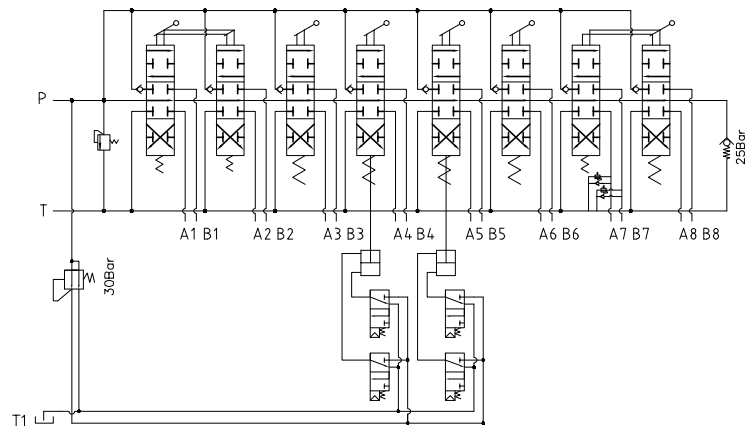 P
25Bar
T
A1 B1 A2 B2 A3 B3 A4 B4 A5 B5 A6 B6 A7 B7 A8 B8
30Bar
T1